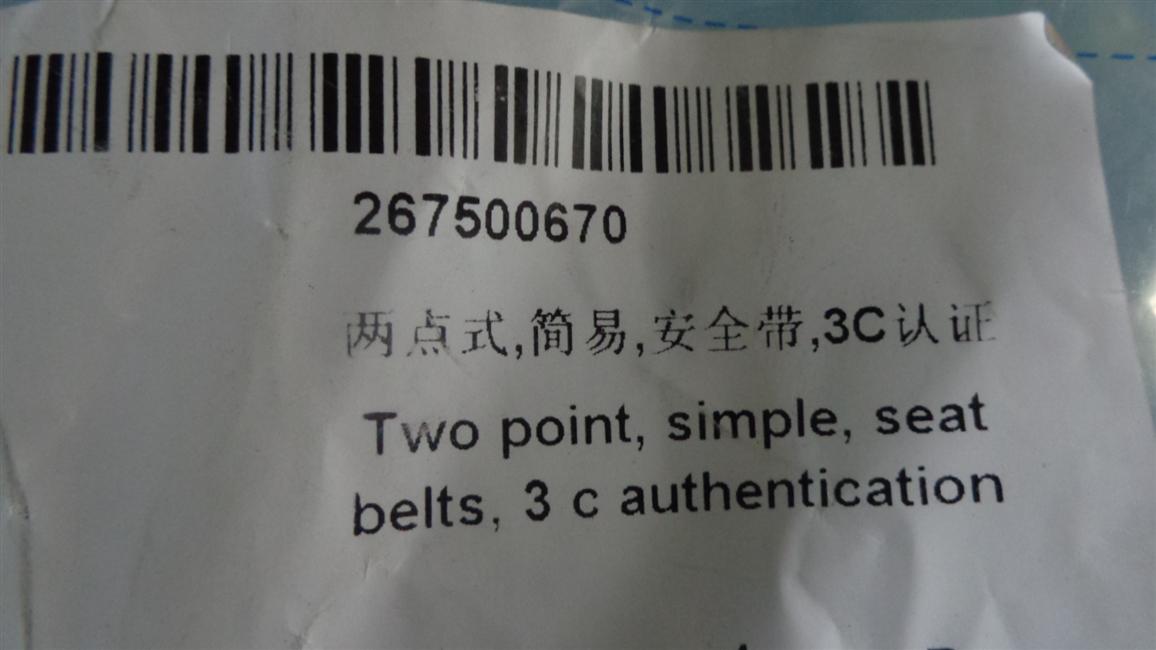 267500670
两点式,简易,安全带,3C认证
Two point, simple, seat
belts, 3 c authentication